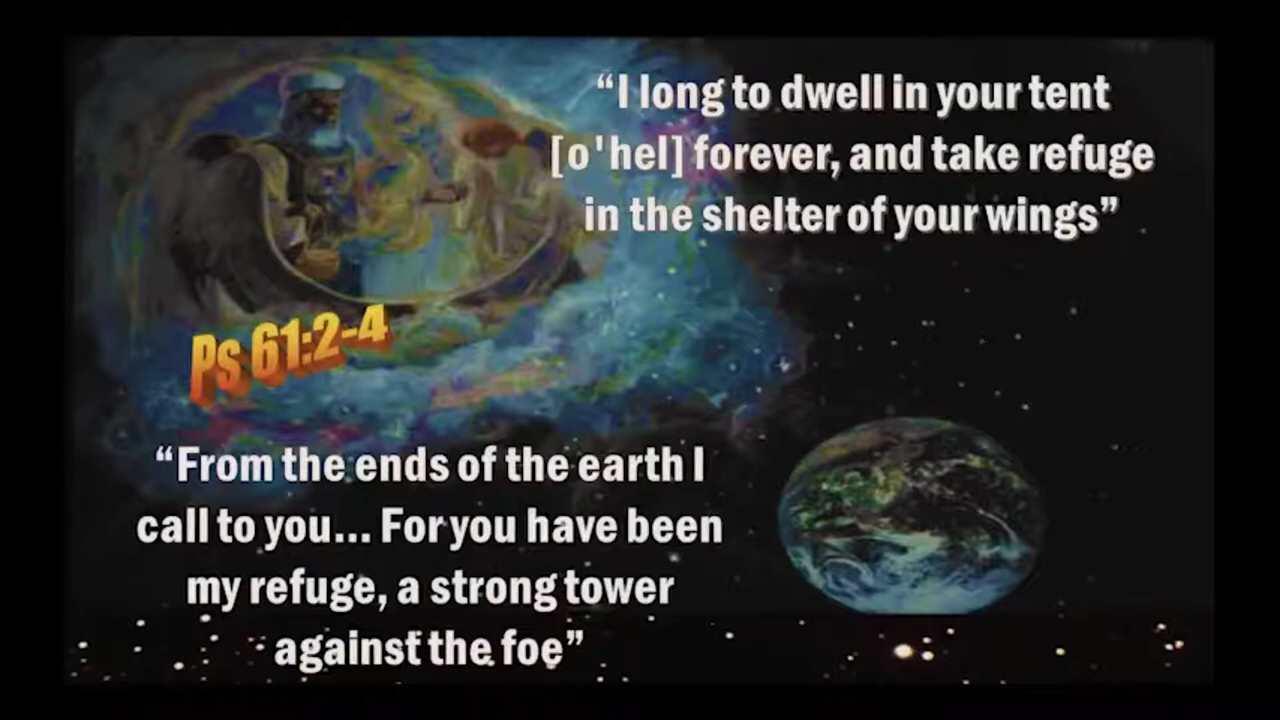 “I long to dwell in your tent
[o'hel] forever, and take refuge
in the shelter of your wings”
Ps 61:2-4
“From the ends of the earth I
call to you... For you have been
my refuge, a strong tower
against the foe”